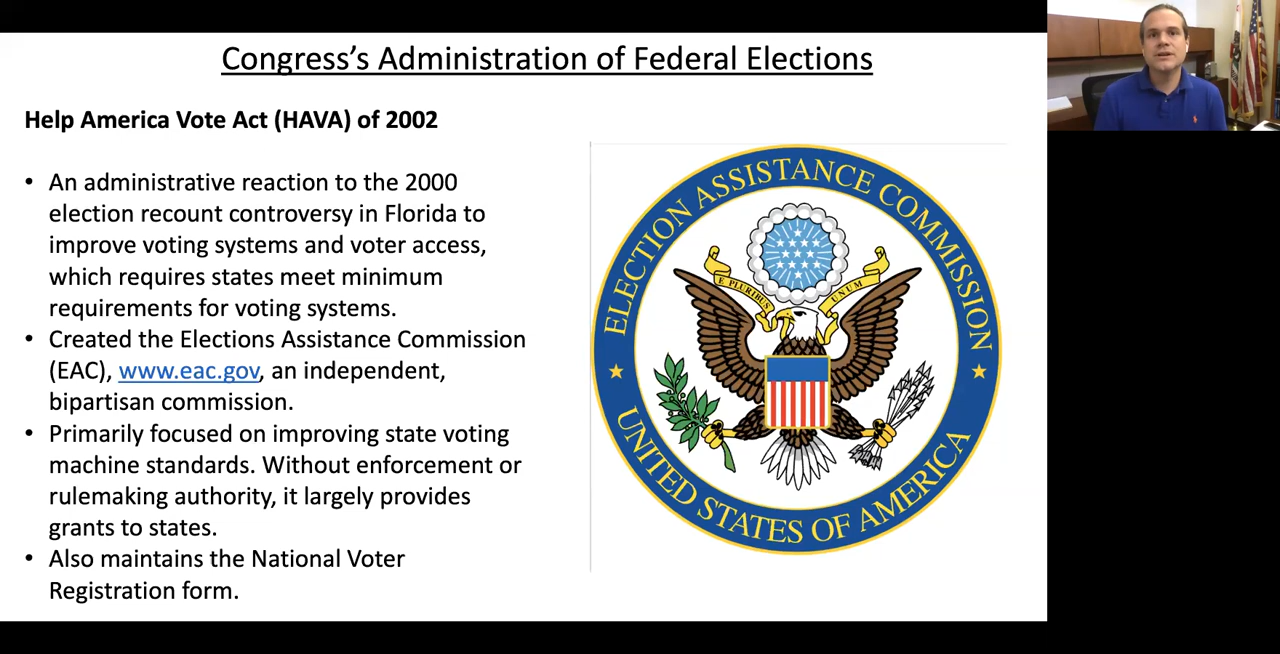 Congress's Administration of Federal Elections
Help America Vote Act (HAVA) of 2002
• An administrative reaction to the 2000
election recount controversy in Florida to
improve voting systems and voter access,
which requires states meet minimum
requirements for voting systems.
• Created the Elections Assistance Commission
(EAC), www.eac.gov, an independent,
bipartisan commission.
• Primarily focused on improving state voting
machine standards. Without enforcement or
rulemaking authority, it largely provides
grants to states.
• Also maintains the National Voter
Registration form.
ELECTION ASSISTANCE COMMISSION
E PLURIBUS UNUM
UNITED STATES OF AMERICA